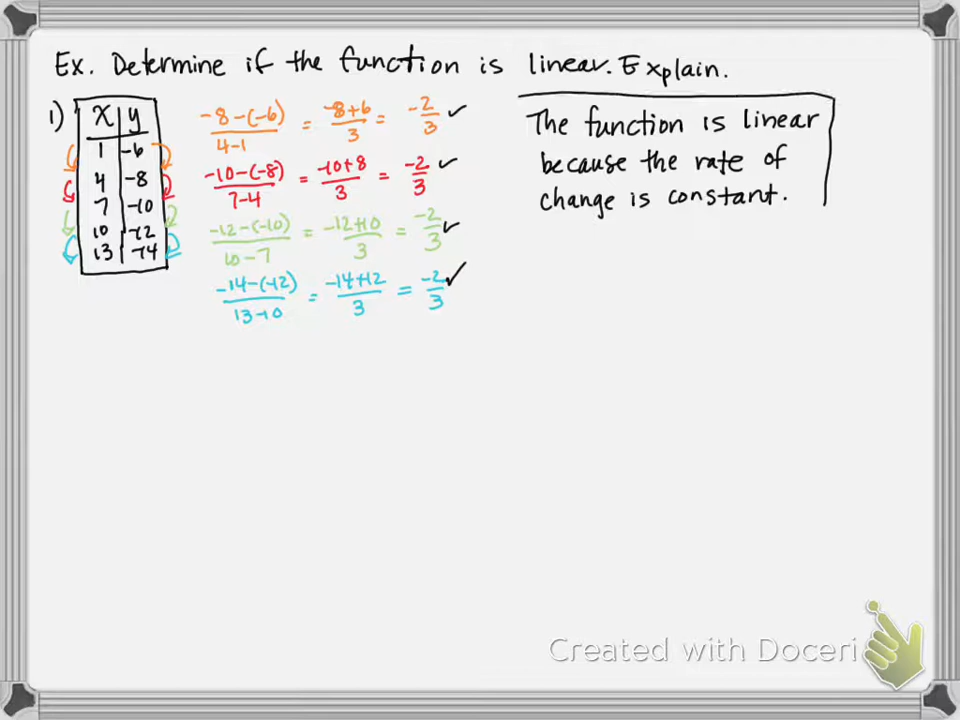 Ex. Determine if the function is linear. Explain.
1)
x | y
1 | -6
4 | -8
7 | -10
10 | -12
13 | -14
-8-(-6)/4-1 = -8+6/3 = -2/3 ✓
-10-(-8)/7-4 = -10+8/3 = -2/3 ✓
-12-(-10)/10-7 = -12+10/3 = -2/3 ✓
-14-(-12)/13-10 = -14+12/3 = -2/3 ✓
The function is linear
because the rate of
change is constant.
Created with Doceri